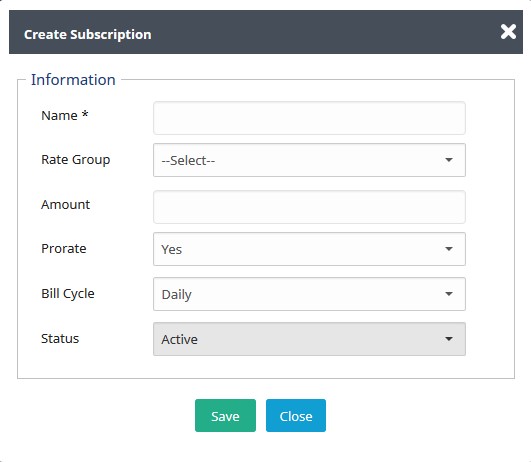 Create Subscription
Information
Name *
Rate Group --Select--
Amount
Prorate Yes
Bill Cycle Daily
Status Active
Save Close